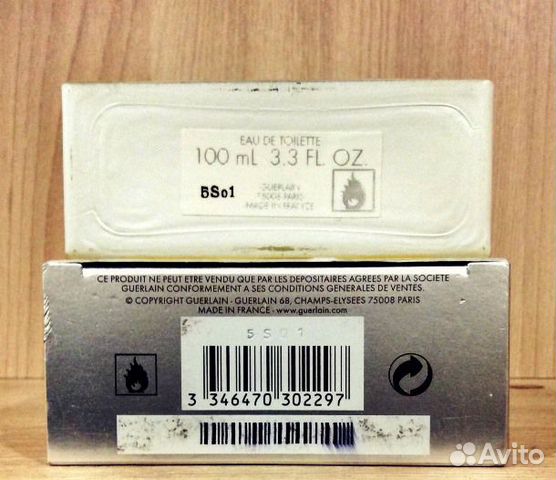 EAU DE TOILETTE
100 mL 3.3 FL. OZ.
5S01
GUERLAIN
75008 PARIS
MADE IN FRANCE
CE PRODUIT NE PEUT ETRE VENDU QUE PAR LES DEPOSITAIRES AGREES PAR LA SOCIETE
GUERLAIN CONFORMEMENT A SES CONDITIONS GENERALES DE VENTES.
© COPYRIGHT GUERLAIN - GUERLAIN 68, CHAMPS-ELYSEES 75008 PARIS
MADE IN FRANCE - www.guerlain.com
5S01
3 346470 302297
Avito